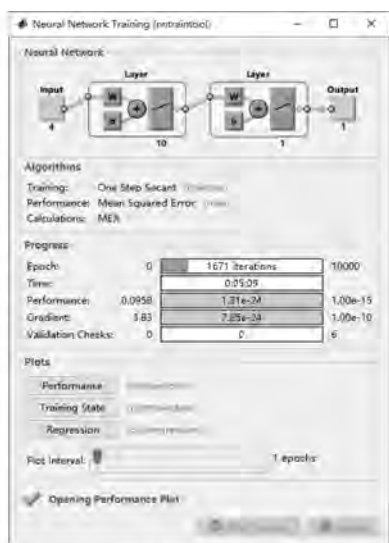 Neural Network Training (nntraintool)
Neural Network
Layer Layer
Input Output
W W
b b
4 1
10 1
Algorithms
Training: One Step Secant
Performance: Mean Squared Error
Calculations: MEX
Progress
Epoch: 0 1671 iterations 10000
Time: 0:05:09
Performance: 0.0958 1.00e-15
Gradient: 3.83 1.00e-10
Validation Checks: 0 0 6
Plots
Performance
Training State
Regression
Plot Interval: 1 epochs
Opening Performance Plot